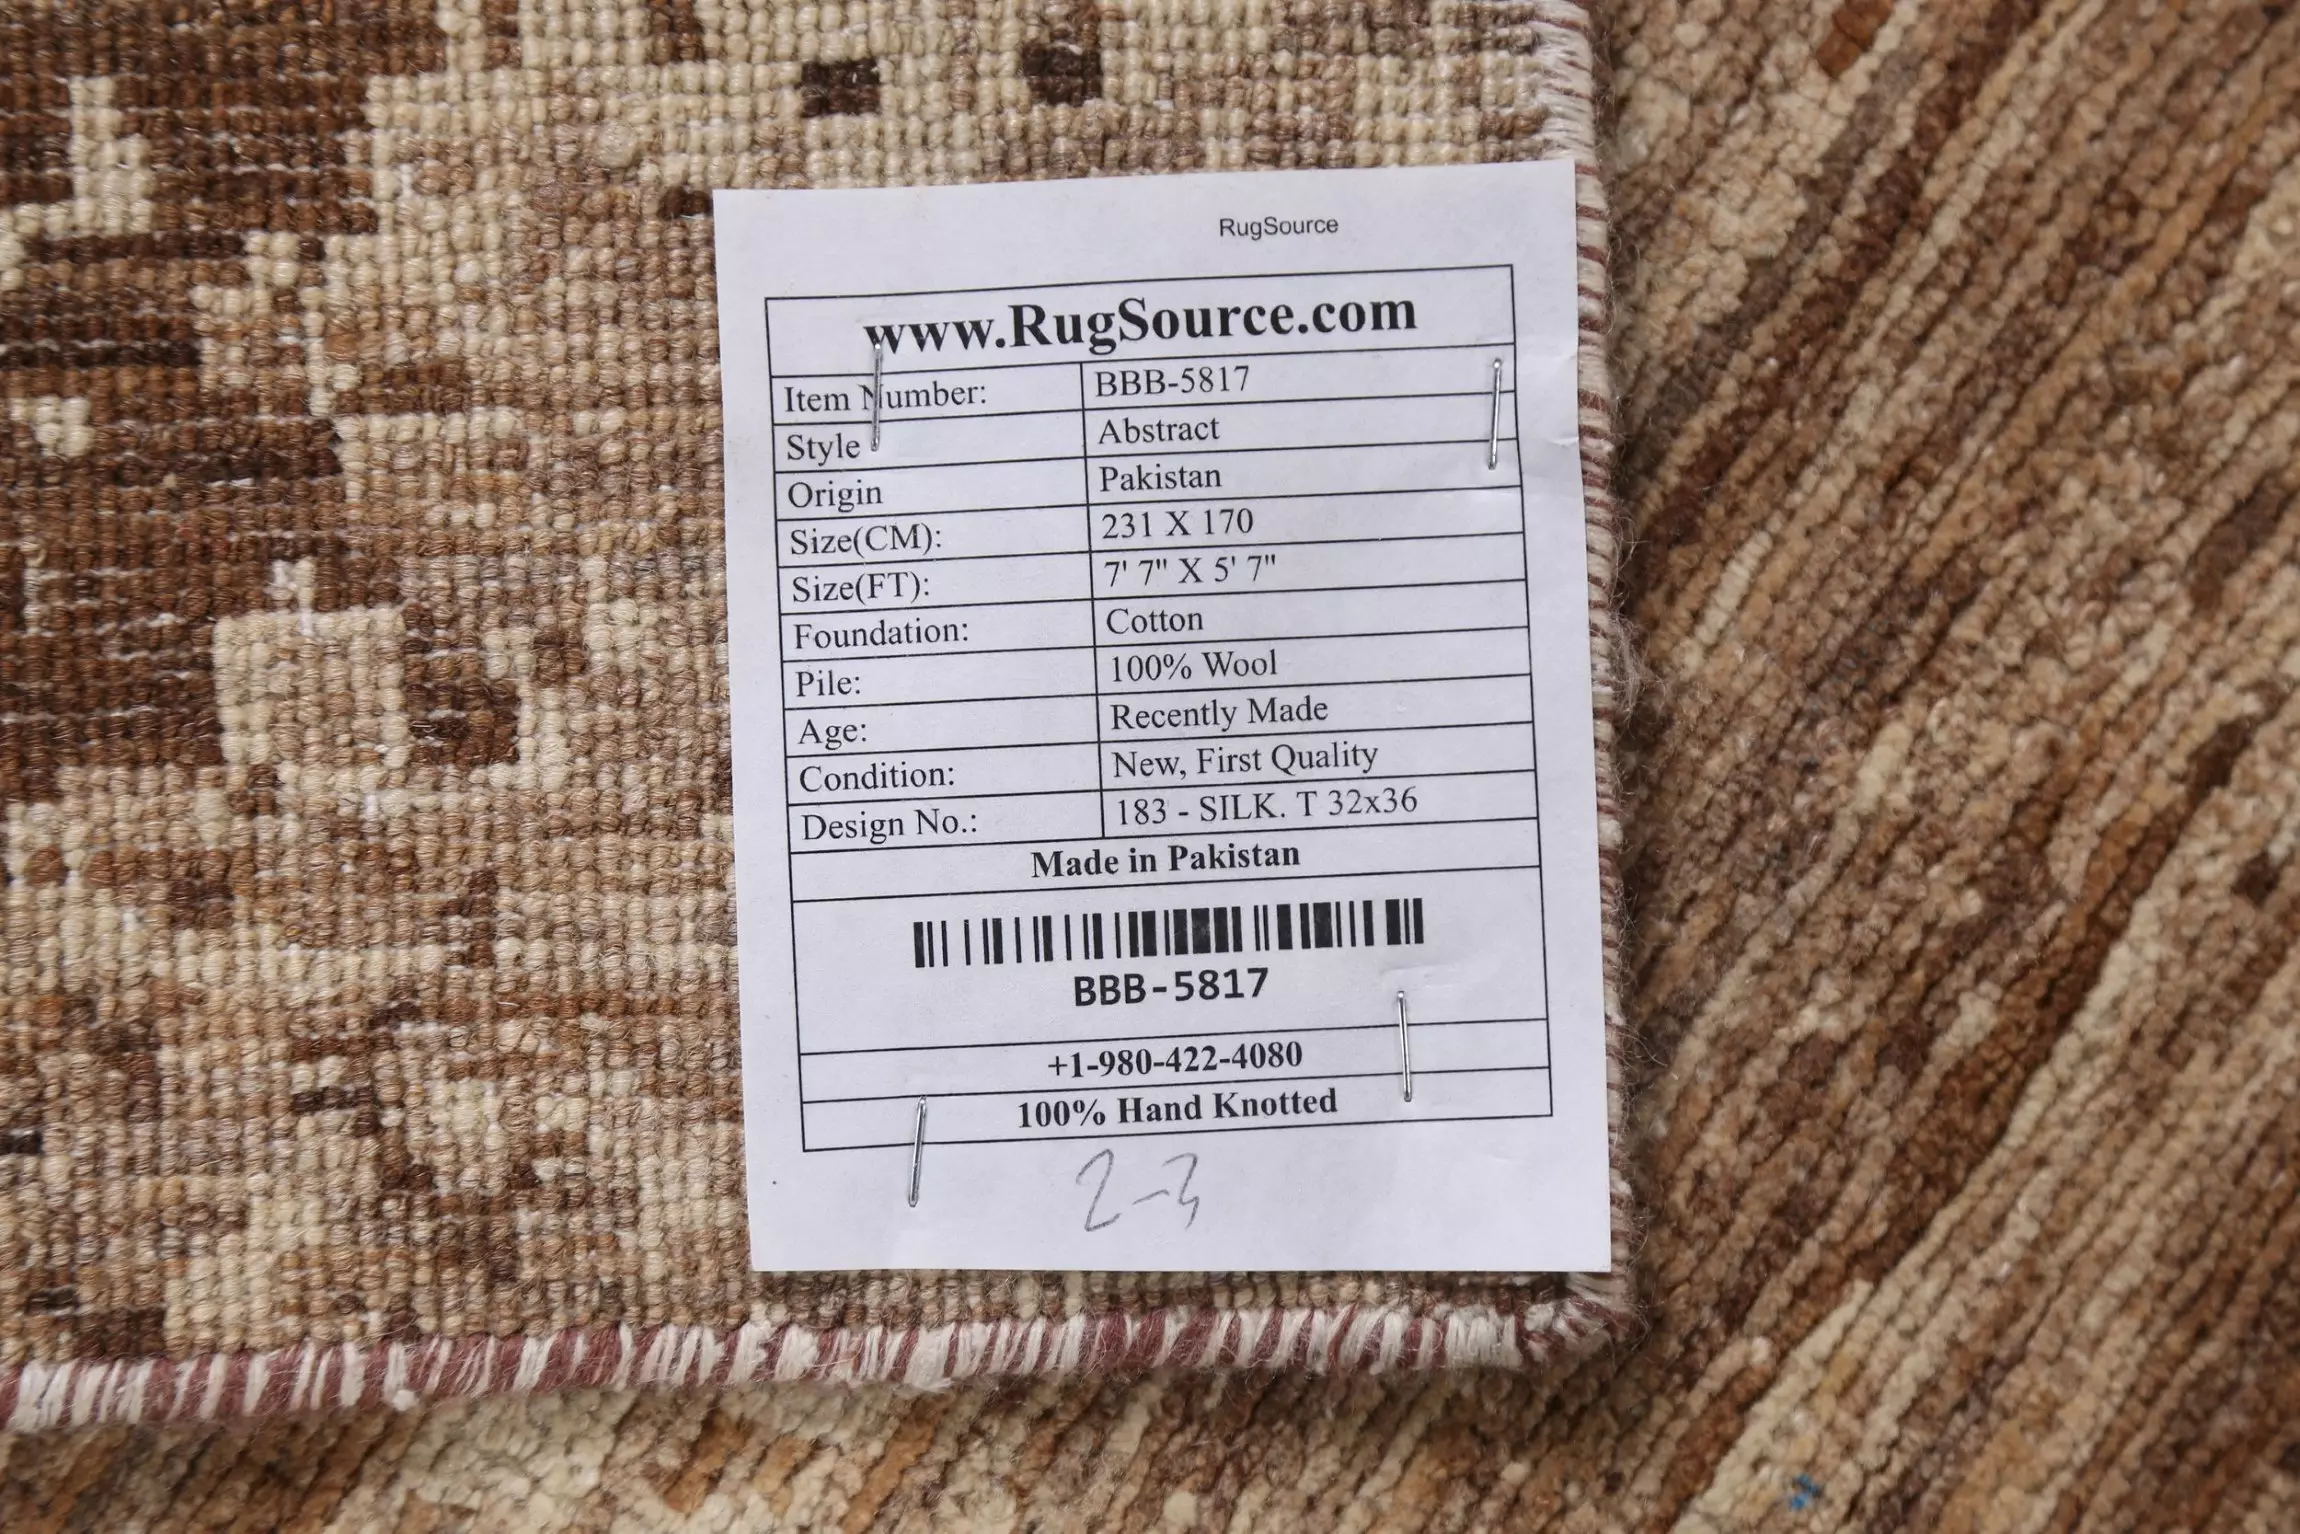 RugSource
www.RugSource.com
Item Number: BBB-5817
Style Abstract
Origin Pakistan
Size(CM): 231 X 170
Size(FT): 7' 7" X 5' 7"
Foundation: Cotton
Pile: 100% Wool
Age: Recently Made
Condition: New, First Quality
Design No.: 183 - SILK. T 32x36
Made in Pakistan
BBB-5817
+1-980-422-4080
100% Hand Knotted
2-3